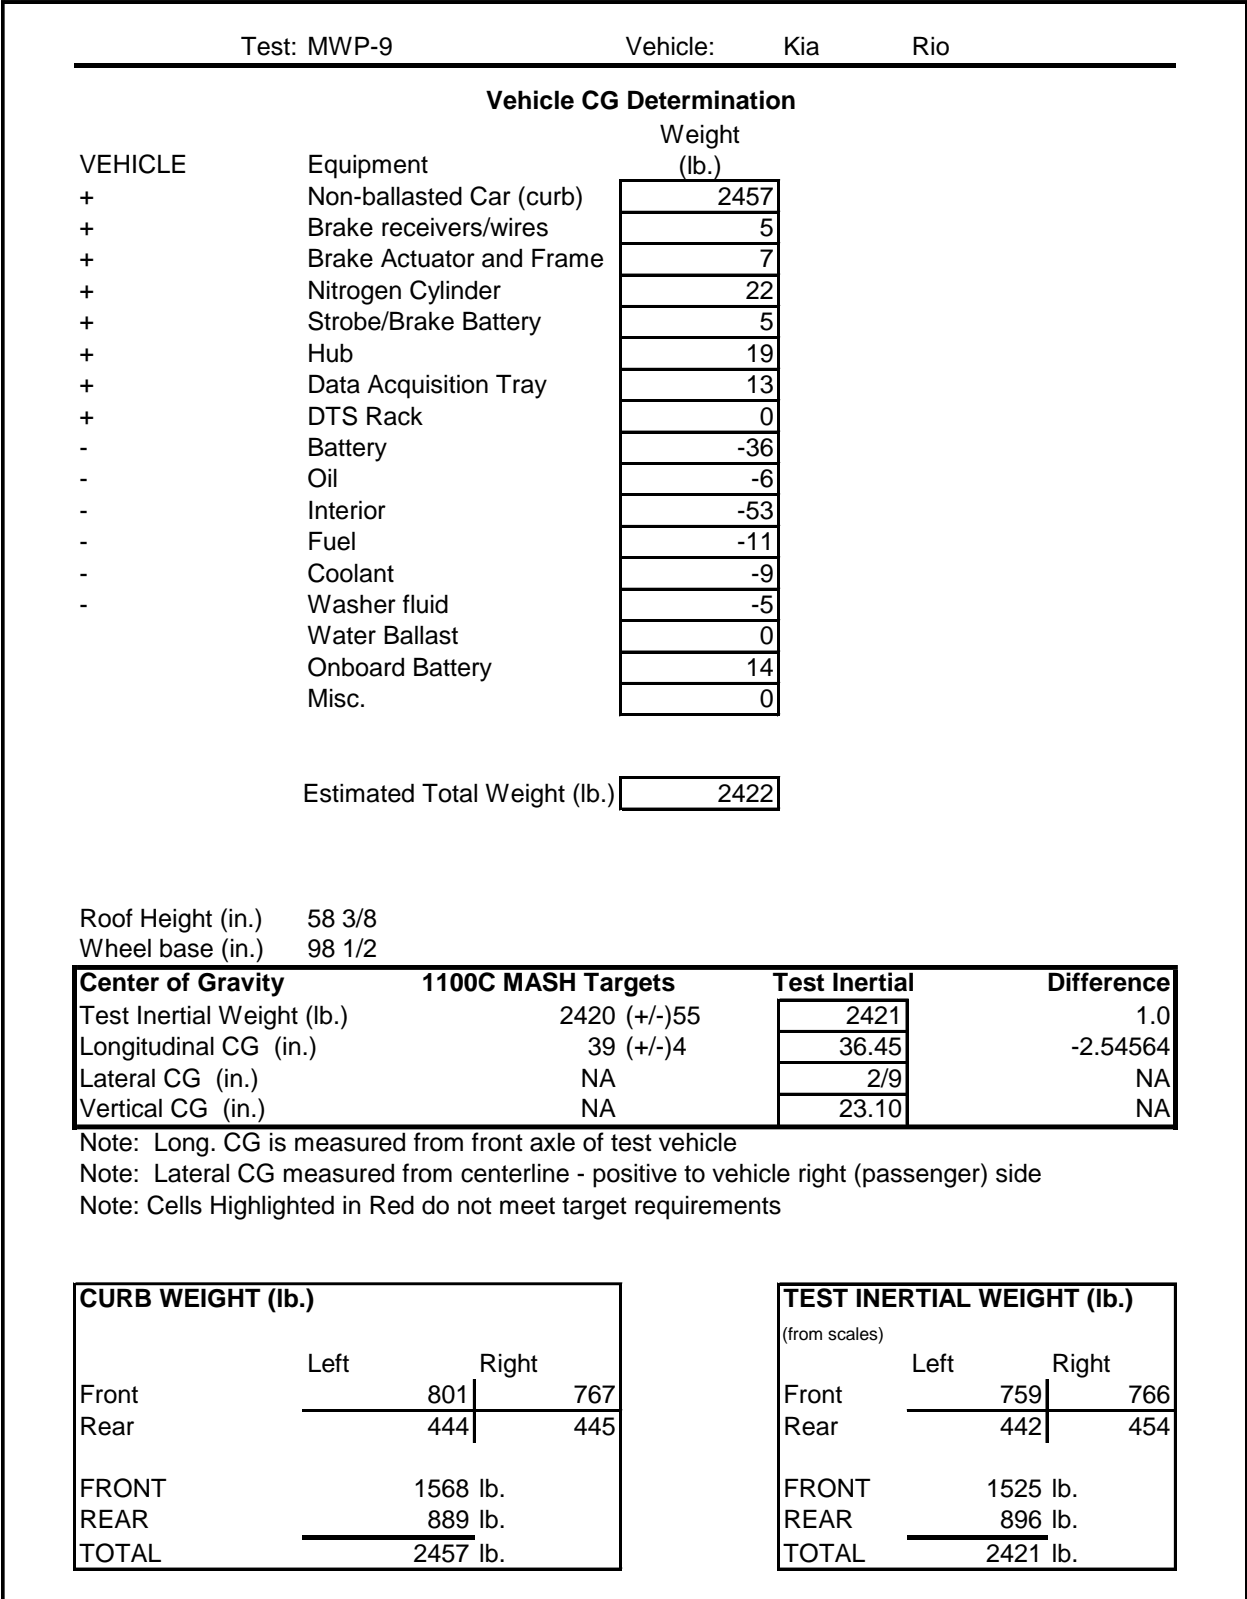 Test: MWP-9 Vehicle: Kia Rio
Vehicle CG Determination
Weight
VEHICLE Equipment (lb.)
+ Non-ballasted Car (curb) 2457
+ Brake receivers/wires 5
+ Brake Actuator and Frame 7
+ Nitrogen Cylinder 22
+ Strobe/Brake Battery 5
+ Hub 19
+ Data Acquisition Tray 13
+ DTS Rack 0
- Battery -36
- Oil -6
- Interior -53
- Fuel -11
- Coolant -9
- Washer fluid -5
Water Ballast 0
Onboard Battery 14
Misc. 0
Estimated Total Weight (lb.) 2422
Roof Height (in.) 58 3/8
Wheel base (in.) 98 1/2
Center of Gravity 1100C MASH Targets Test Inertial Difference
Test Inertial Weight (lb.) 2420 (+/-)55 2421 1.0
Longitudinal CG (in.) 39 (+/-)4 36.45 -2.54564
Lateral CG (in.) NA 2/9 NA
Vertical CG (in.) NA 23.10 NA
Note: Long. CG is measured from front axle of test vehicle
Note: Lateral CG measured from centerline - positive to vehicle right (passenger) side
Note: Cells Highlighted in Red do not meet target requirements
CURB WEIGHT (lb.)
Left Right
Front 801 767
Rear 444 445
FRONT 1568 lb.
REAR 889 lb.
TOTAL 2457 lb.
TEST INERTIAL WEIGHT (lb.)
(from scales)
Left Right
Front 759 766
Rear 442 454
FRONT 1525 lb.
REAR 896 lb.
TOTAL 2421 lb.